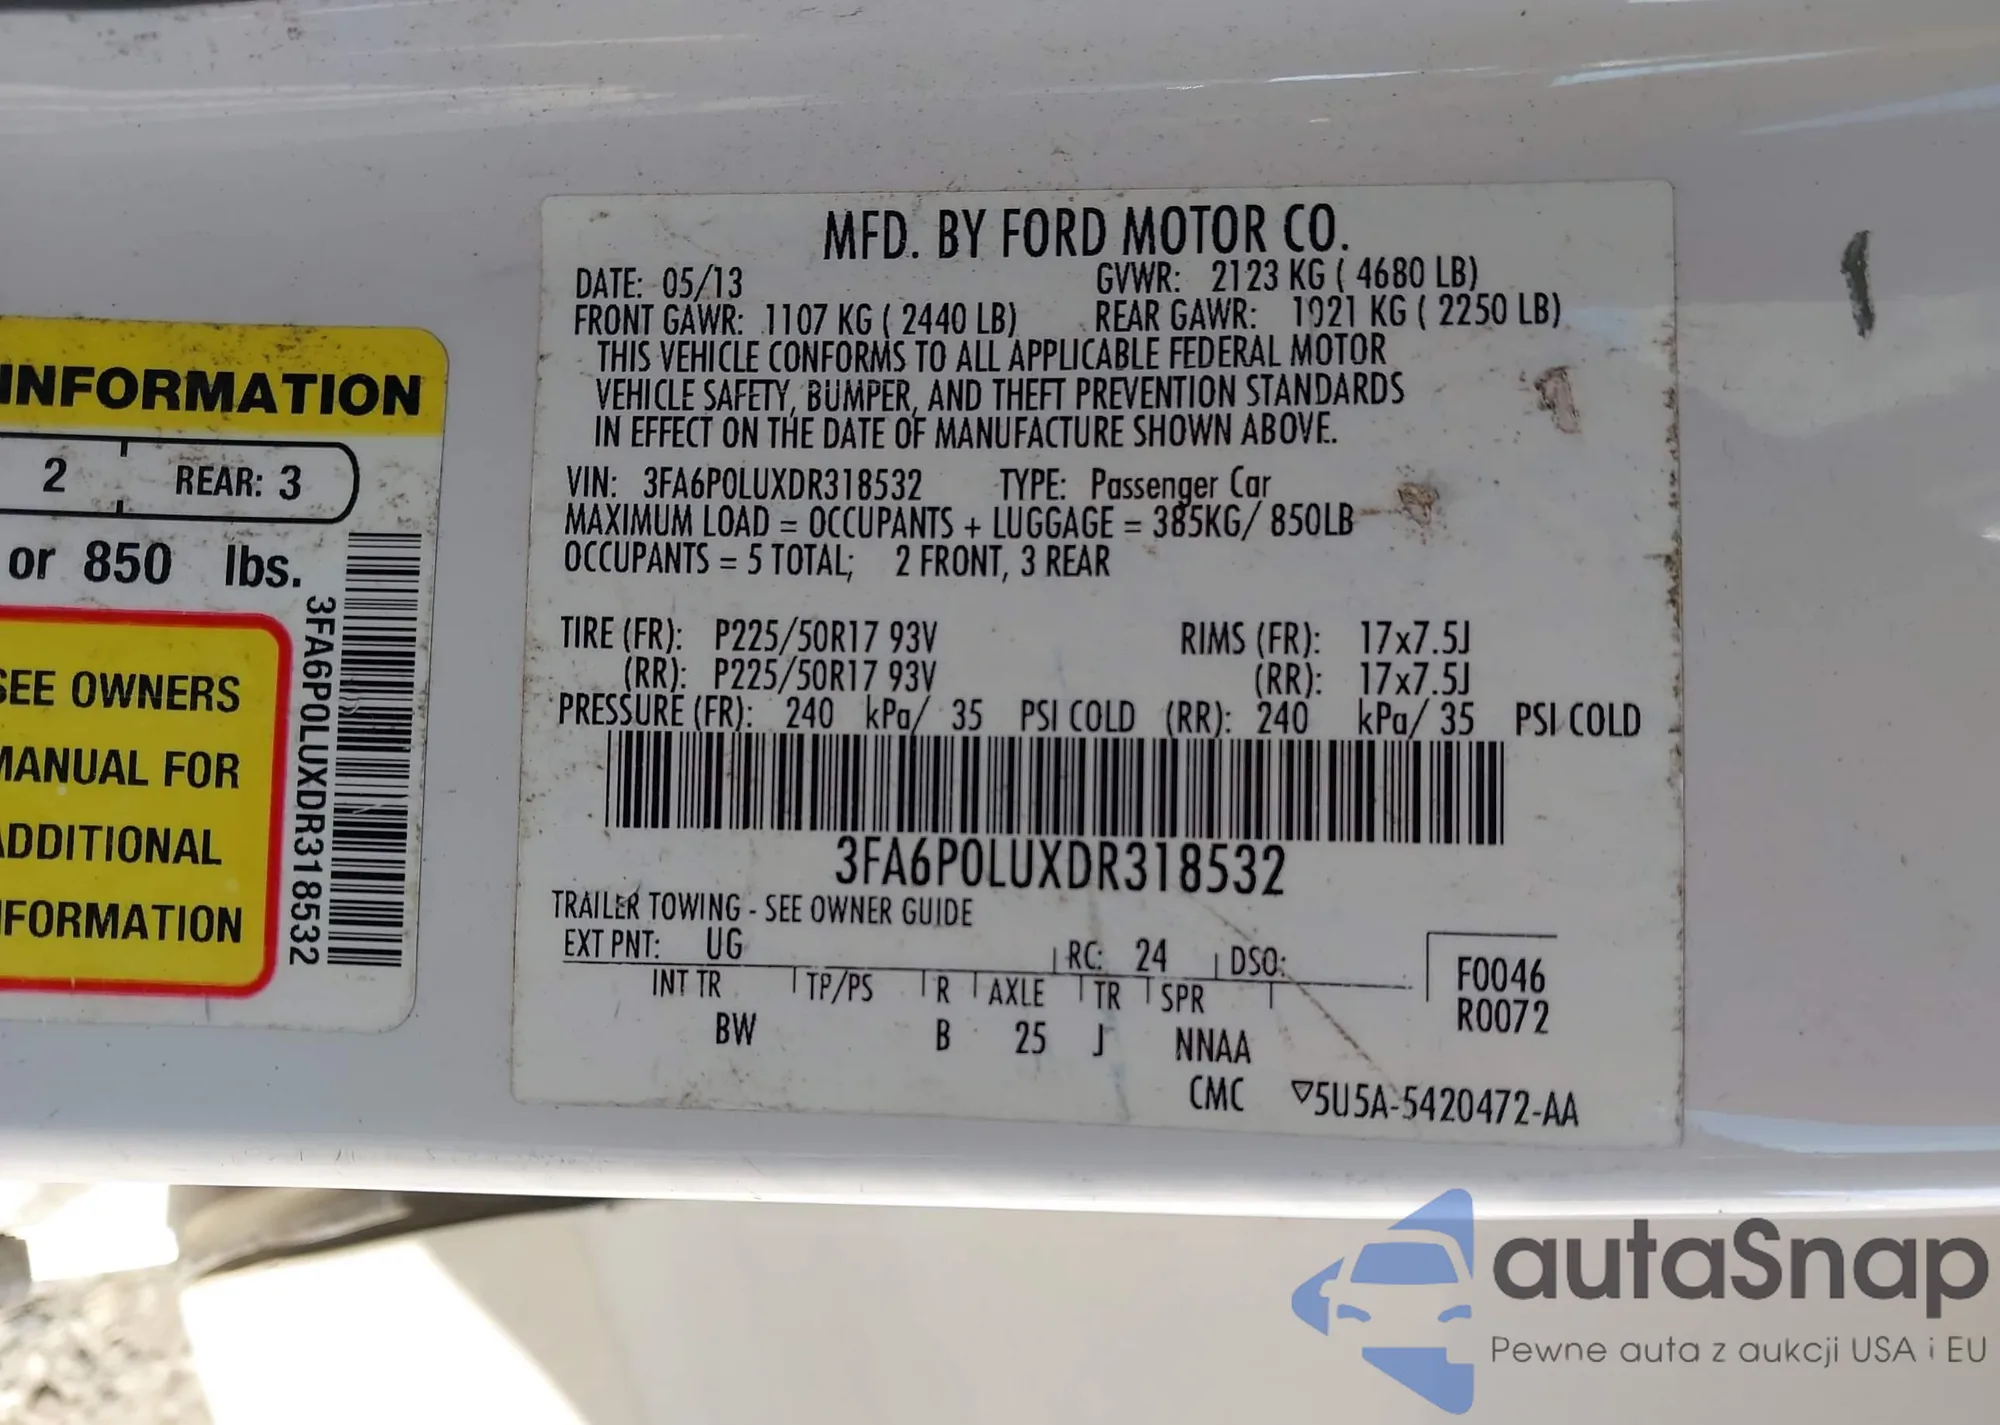 INFORMATION
2 REAR: 3
or 850 lbs.
SEE OWNERS
MANUAL FOR
ADDITIONAL
INFORMATION
3FA6P0LUXDR318532
MFD. BY FORD MOTOR CO.
DATE: 05/13 GVWR: 2123 KG ( 4680 LB)
FRONT GAWR: 1107 KG ( 2440 LB) REAR GAWR: 1021 KG ( 2250 LB)
THIS VEHICLE CONFORMS TO ALL APPLICABLE FEDERAL MOTOR
VEHICLE SAFETY, BUMPER, AND THEFT PREVENTION STANDARDS
IN EFFECT ON THE DATE OF MANUFACTURE SHOWN ABOVE.
VIN: 3FA6P0LUXDR318532 TYPE: Passenger Car
MAXIMUM LOAD = OCCUPANTS + LUGGAGE = 385KG/ 850LB
OCCUPANTS = 5 TOTAL; 2 FRONT, 3 REAR
TIRE (FR): P225/50R17 93V RIMS (FR): 17x7.5J
(RR): P225/50R17 93V (RR): 17x7.5J
PRESSURE (FR): 240 kPa/ 35 PSI COLD (RR): 240 kPa/ 35 PSI COLD
3FA6P0LUXDR318532
TRAILER TOWING - SEE OWNER GUIDE
EXT PNT: UG RC: 24 DSO:
INT TR TP/PS R AXLE TR SPR
BW B 25 J NNAA
F0046
R0072
CMC ▽5U5A-5420472-AA
autaSnap
Pewne auta z aukcji USA i EU